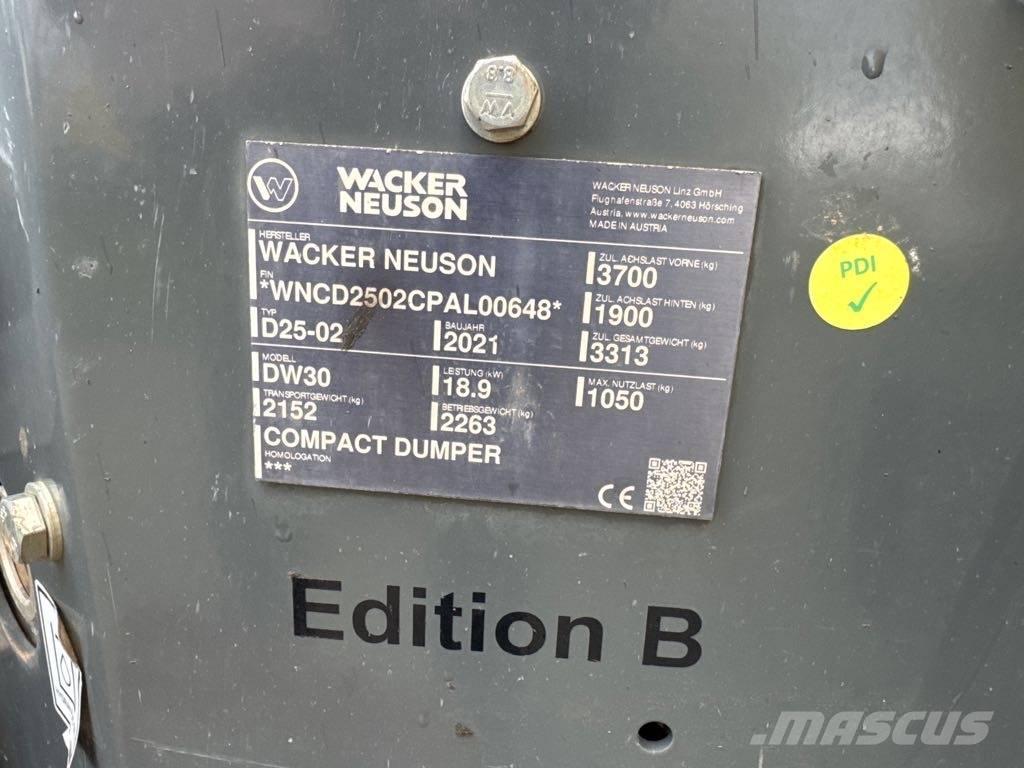 8.8
W
WACKER
NEUSON
WACKER NEUSON Linz GmbH
Flughafenstraße 7, 4063 Hörsching
Austria, www.wackerneuson.com
MADE IN AUSTRIA
HERSTELLER
WACKER NEUSON
FIN
*WNCD2502CPAL00648*
TYP
D25-02
BAUJAHR
2021
MODELL
DW30
LEISTUNG (kW)
18.9
TRANSPORTGEWICHT (kg)
2152
BETRIEBSGEWICHT (kg)
2263
ZUL. ACHSLAST VORNE (kg)
3700
ZUL. ACHSLAST HINTEN (kg)
1900
ZUL. GESAMTGEWICHT (kg)
3313
MAX. NUTZLAST (kg)
1050
COMPACT DUMPER
HOMOLOGATION
***
CE
PDI
Edition B
MASCUS